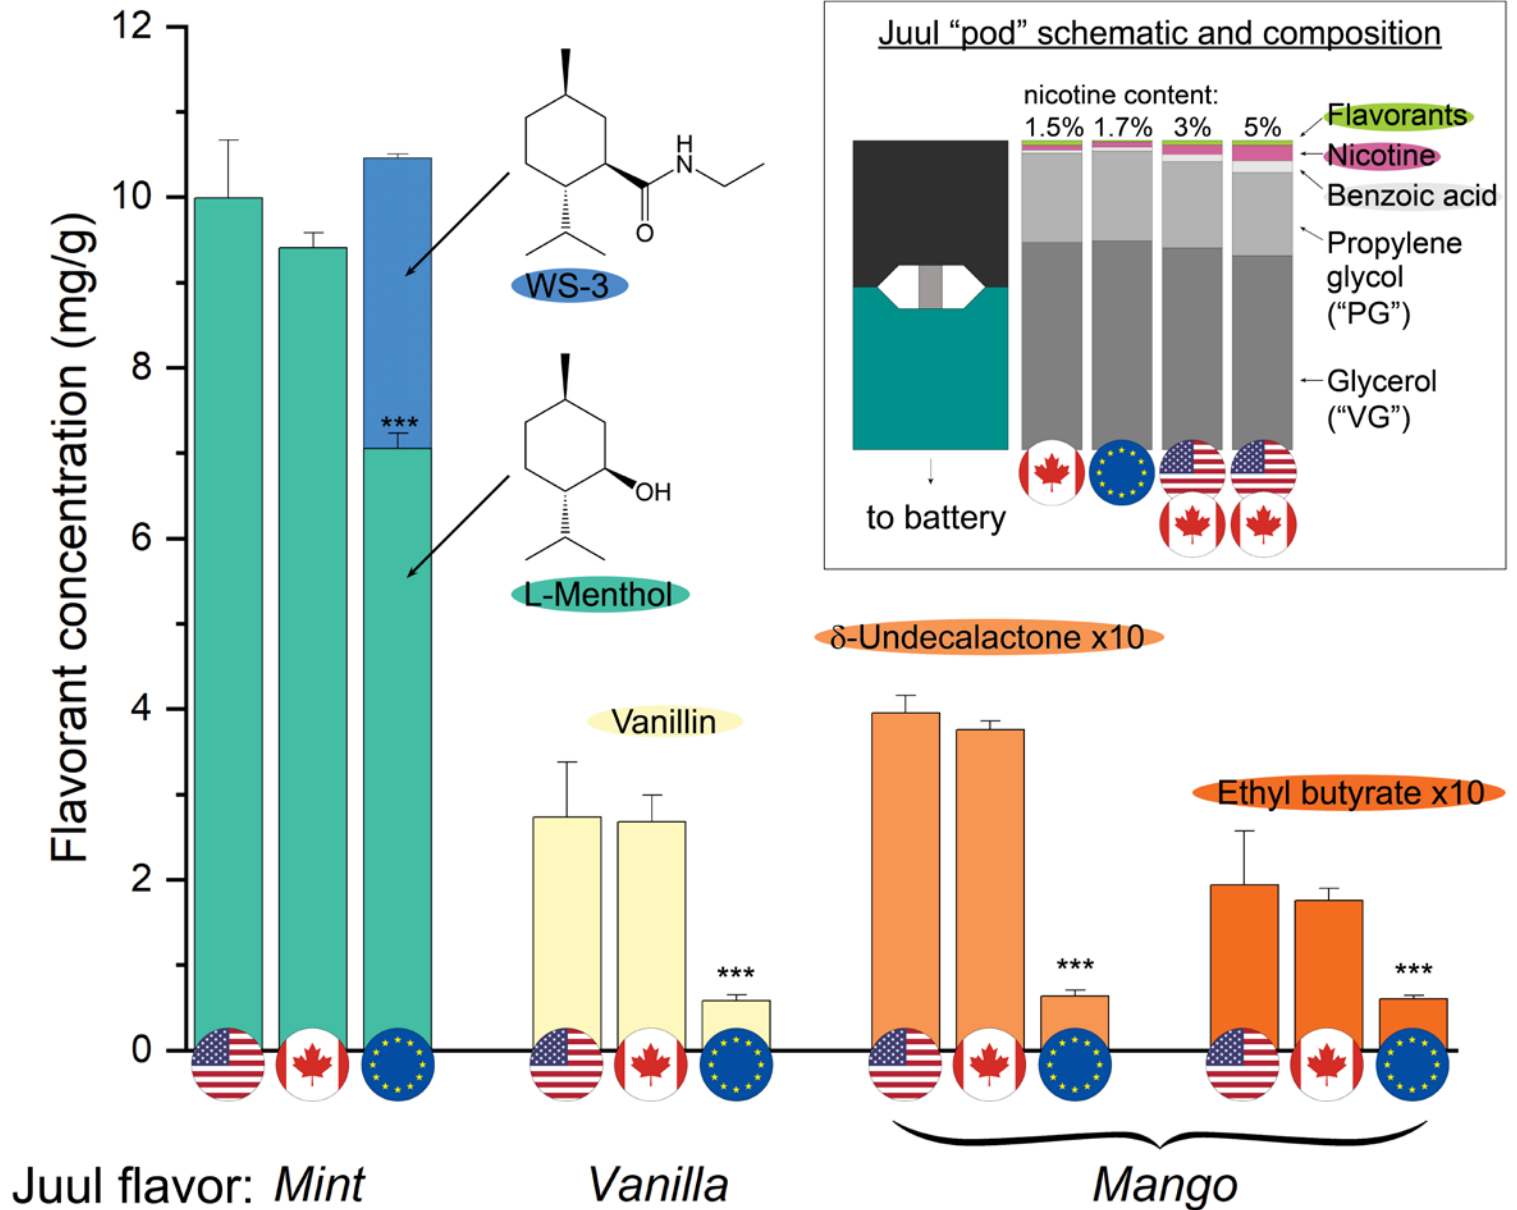 12
10
8
6
4
2
0
Flavorant concentration (mg/g)
***
H
N
O
WS-3
OH
L-Menthol
Juul “pod” schematic and composition
nicotine content:
1.5% 1.7% 3% 5%
to battery
Flavorants
Nicotine
Benzoic acid
Propylene
glycol
(“PG”)
Glycerol
(“VG”)
Vanillin
***
δ-Undecalactone x10
***
Ethyl butyrate x10
***
Juul flavor: Mint Vanilla Mango